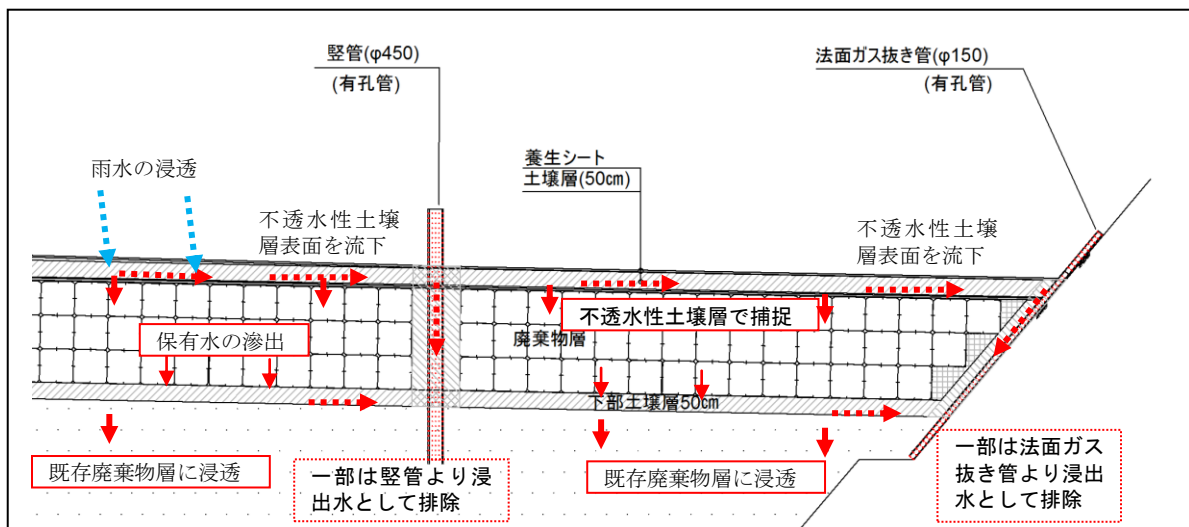 竪管(φ450)
(有孔管)
法面ガス抜き管(φ150)
(有孔管)
養生シート
土壌層(50㎝)
雨水の浸透
不透水性土壌
層表面を流下
不透水性土壌
層表面を流下
不透水性土壌層で捕捉
廃棄物層
保有水の滲出
下部土壌層50㎝
既存廃棄物層に浸透
一部は竪管より浸
出水として排除
既存廃棄物層に浸透
一部は法面ガス
抜き管より浸出
水として排除